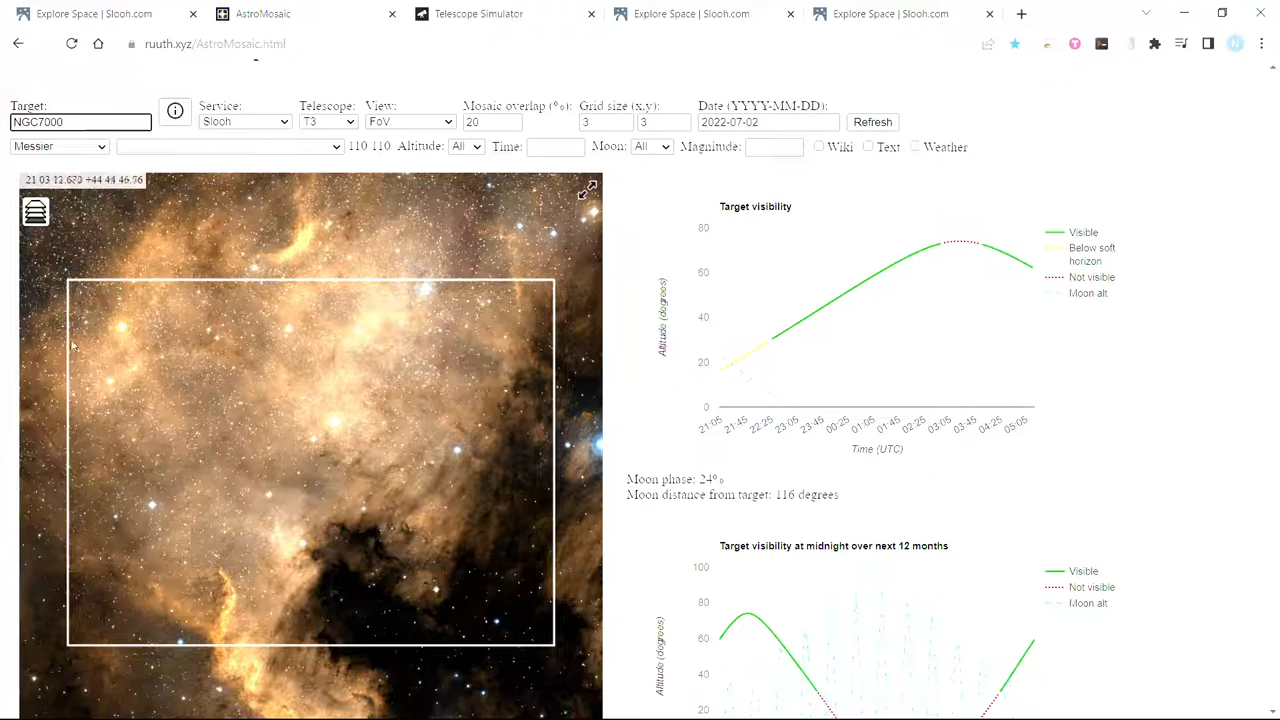 Explore Space | Slooh.com
AstroMosaic
Telescope Simulator
Explore Space | Slooh.com
Explore Space | Slooh.com
ruuth.xyz/AstroMosaic.html
Target:
Service:
Telescope:
View:
Mosaic overlap (%):
Grid size (x,y):
Date (YYYY-MM-DD):
NGC7000
Slooh
T3
FoV
20
3
3
2022-07-02
Refresh
Messier
110 110
Altitude:
All
Time:
Moon:
All
Magnitude:
Wiki
Text
Weather
21 03 12.630 +44 44 46.76
Target visibility
80
60
40
20
0
Altitude (degrees)
21:05 21:45 22:25 23:05 23:45 00:25 01:05 01:45 02:25 03:05 03:45 04:25 05:05
Time (UTC)
Visible
Below soft
horizon
Not visible
Moon alt
Moon phase: 24%
Moon distance from target: 116 degrees
Target visibility at midnight over next 12 months
100
80
60
40
20
Altitude (degrees)
Visible
Not visible
Moon alt